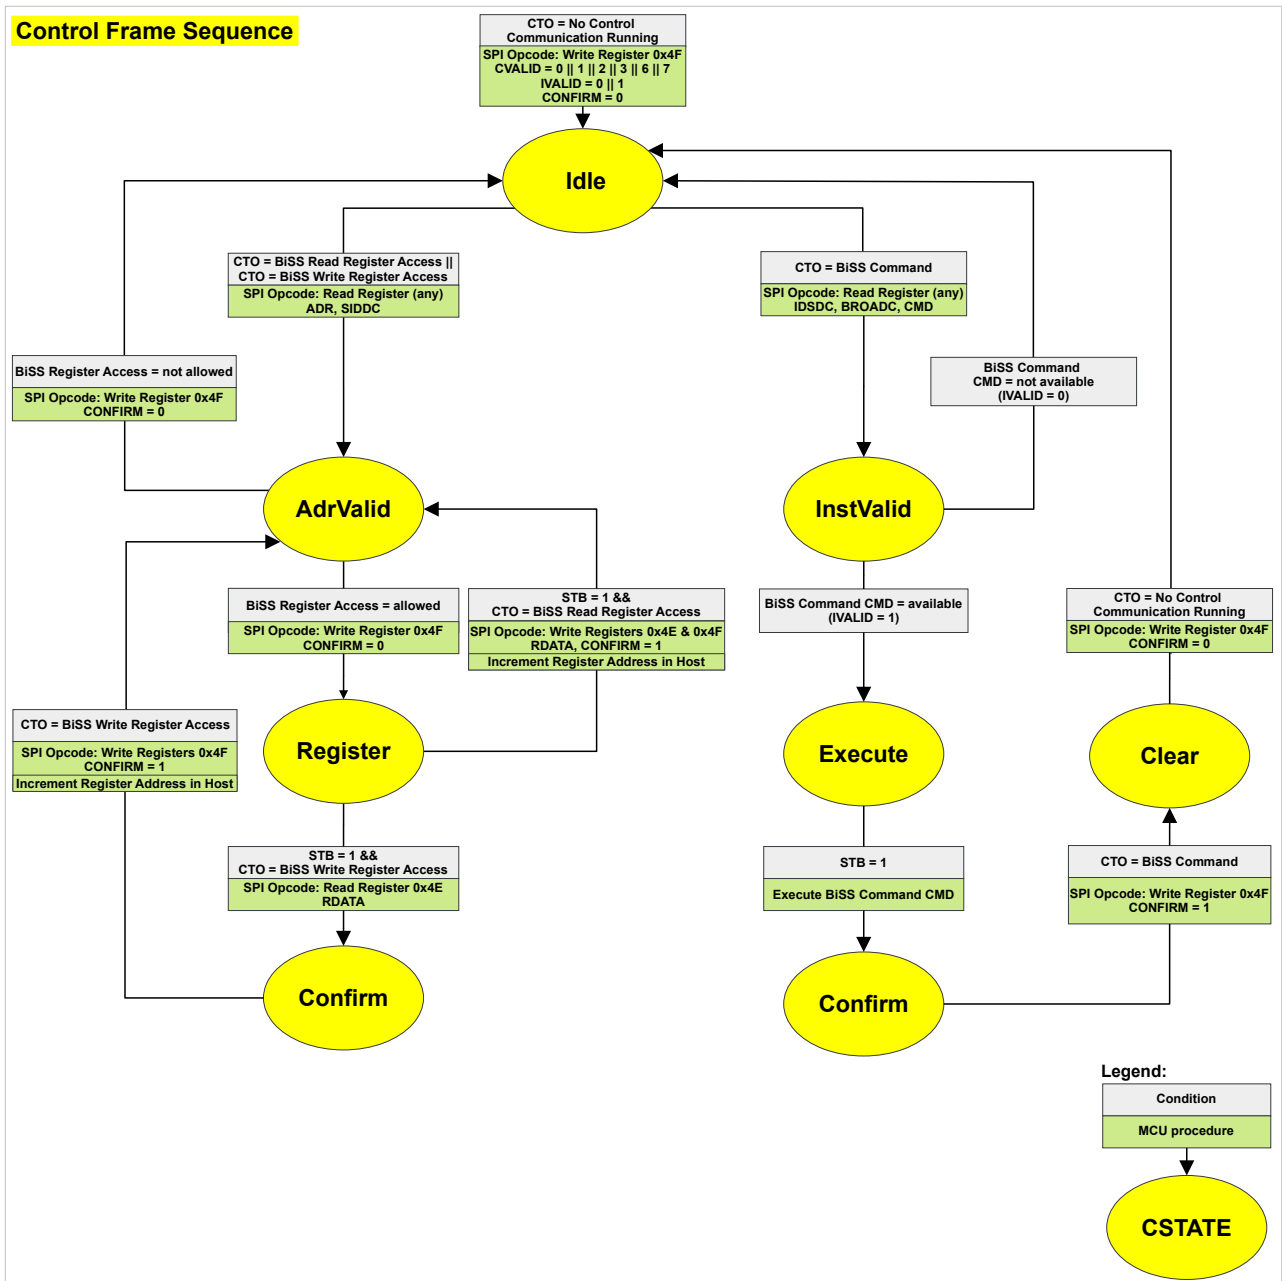 Control Frame Sequence
CTO = No Control
Communication Running
SPI Opcode: Write Register 0x4F
CVALID = 0 || 1 || 2 || 3 || 6 || 7
IVALID = 0 || 1
CONFIRM = 0
Idle
CTO = BiSS Read Register Access ||
CTO = BiSS Write Register Access
SPI Opcode: Read Register (any)
ADR, SIDDC
CTO = BiSS Command
SPI Opcode: Read Register (any)
IDSDC, BROADC, CMD
BiSS Register Access = not allowed
SPI Opcode: Write Register 0x4F
CONFIRM = 0
BiSS Command
CMD = not available
(IVALID = 0)
AdrValid
InstValid
BiSS Register Access = allowed
SPI Opcode: Write Register 0x4F
CONFIRM = 0
STB = 1 &&
CTO = BiSS Read Register Access
SPI Opcode: Write Registers 0x4E & 0x4F
RDATA, CONFIRM = 1
Increment Register Address in Host
BiSS Command CMD = available
(IVALID = 1)
CTO = No Control
Communication Running
SPI Opcode: Write Register 0x4F
CONFIRM = 0
CTO = BiSS Write Register Access
SPI Opcode: Write Registers 0x4F
CONFIRM = 1
Increment Register Address in Host
Register
Execute
Clear
STB = 1 &&
CTO = BiSS Write Register Access
SPI Opcode: Read Register 0x4E
RDATA
STB = 1
Execute BiSS Command CMD
CTO = BiSS Command
SPI Opcode: Write Register 0x4F
CONFIRM = 1
Confirm
Confirm
Legend:
Condition
MCU procedure
CSTATE